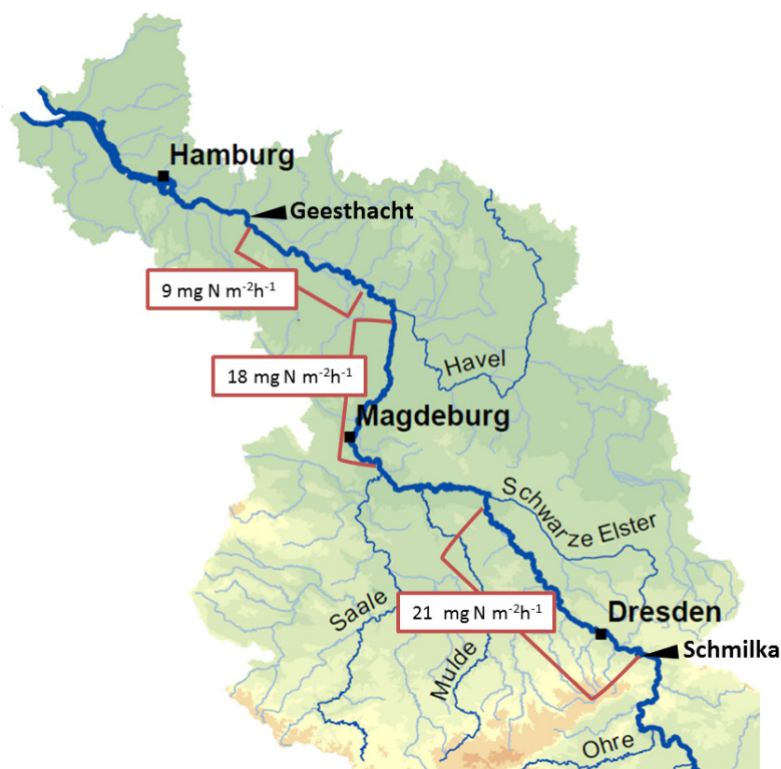 Hamburg
Geesthacht
9 mg N m⁻²h⁻¹
Havel
18 mg N m⁻²h⁻¹
Magdeburg
Schwarze Elster
Saale
21 mg N m⁻²h⁻¹
Dresden
Schmilka
Mulde
Ohre